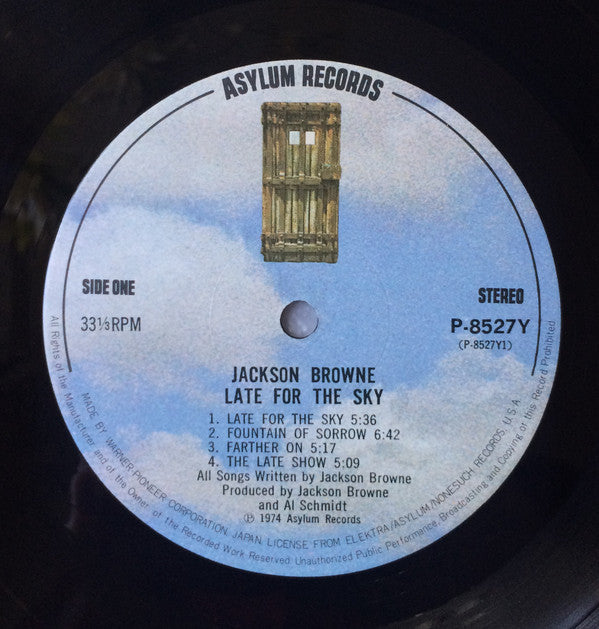 ASYLUM RECORDS
SIDE ONE
33⅓RPM
STEREO
P-8527Y
(P-8527Y1)
JACKSON BROWNE
LATE FOR THE SKY
1. LATE FOR THE SKY 5:36
2. FOUNTAIN OF SORROW 6:42
3. FARTHER ON 5:17
4. THE LATE SHOW 5:09
All Songs Written by Jackson Browne
Produced by Jackson Browne
and Al Schmidt
Ⓟ 1974 Asylum Records
MADE BY WARNER-PIONEER CORPORATION, JAPAN. LICENSE FROM ELEKTRA/ASYLUM/NONESUCH RECORDS, U.S.A.
All Rights of the Manufacturer and of the Owner of the Recorded Work Reserved. Unauthorized Public Performance, Broadcasting and Copying of this Record Prohibited